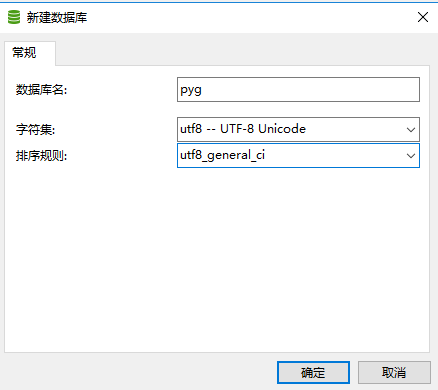 新建数据库
常规
数据库名: pyg
字符集: utf8 -- UTF-8 Unicode
排序规则: utf8_general_ci
确定 取消